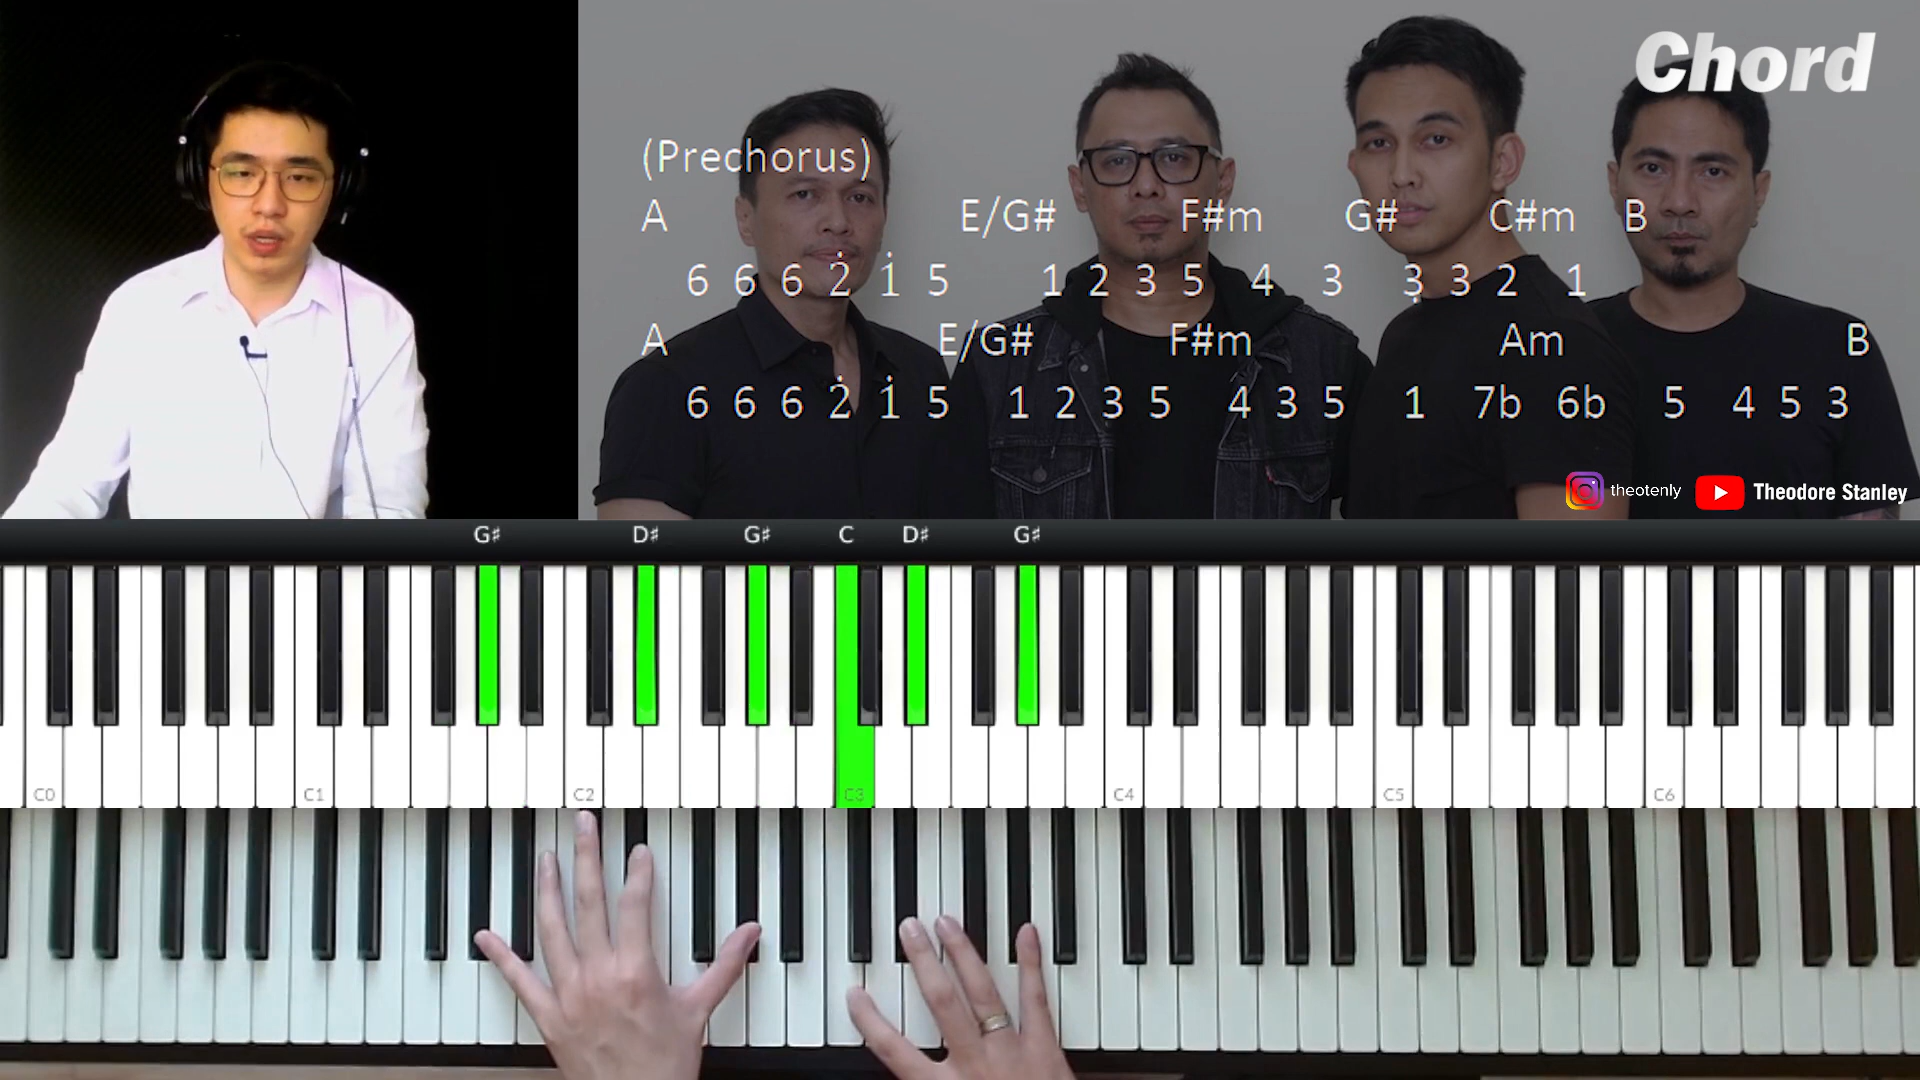 Chord
(Prechorus)
A E/G# F#m G# C#m B
6 6 6 2̇ 1̇ 5 1 2 3 5 4 3 3̣ 3 2 1
A E/G# F#m Am B
6 6 6 2̇ 1̇ 5 1 2 3 5 4 3 5 1 7b 6b 5 4 5 3
theotenly Theodore Stanley
G♯ D♯ G♯ C D♯ G♯
C0 C1 C2 C3 C4 C5 C6